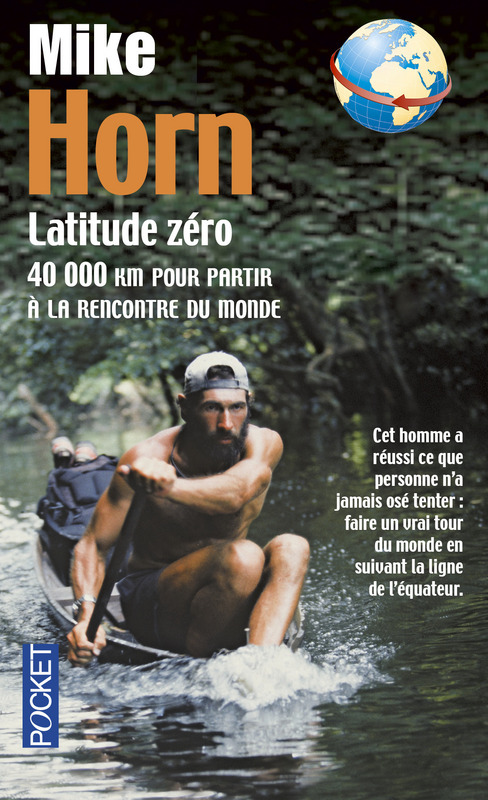 Mike
Horn
Latitude zéro
40 000 KM POUR PARTIR
À LA RENCONTRE DU MONDE
Cet homme a
réussi ce que
personne n'a
jamais osé tenter :
faire un vrai tour
du monde en
suivant la ligne
de l'équateur.
POCKET